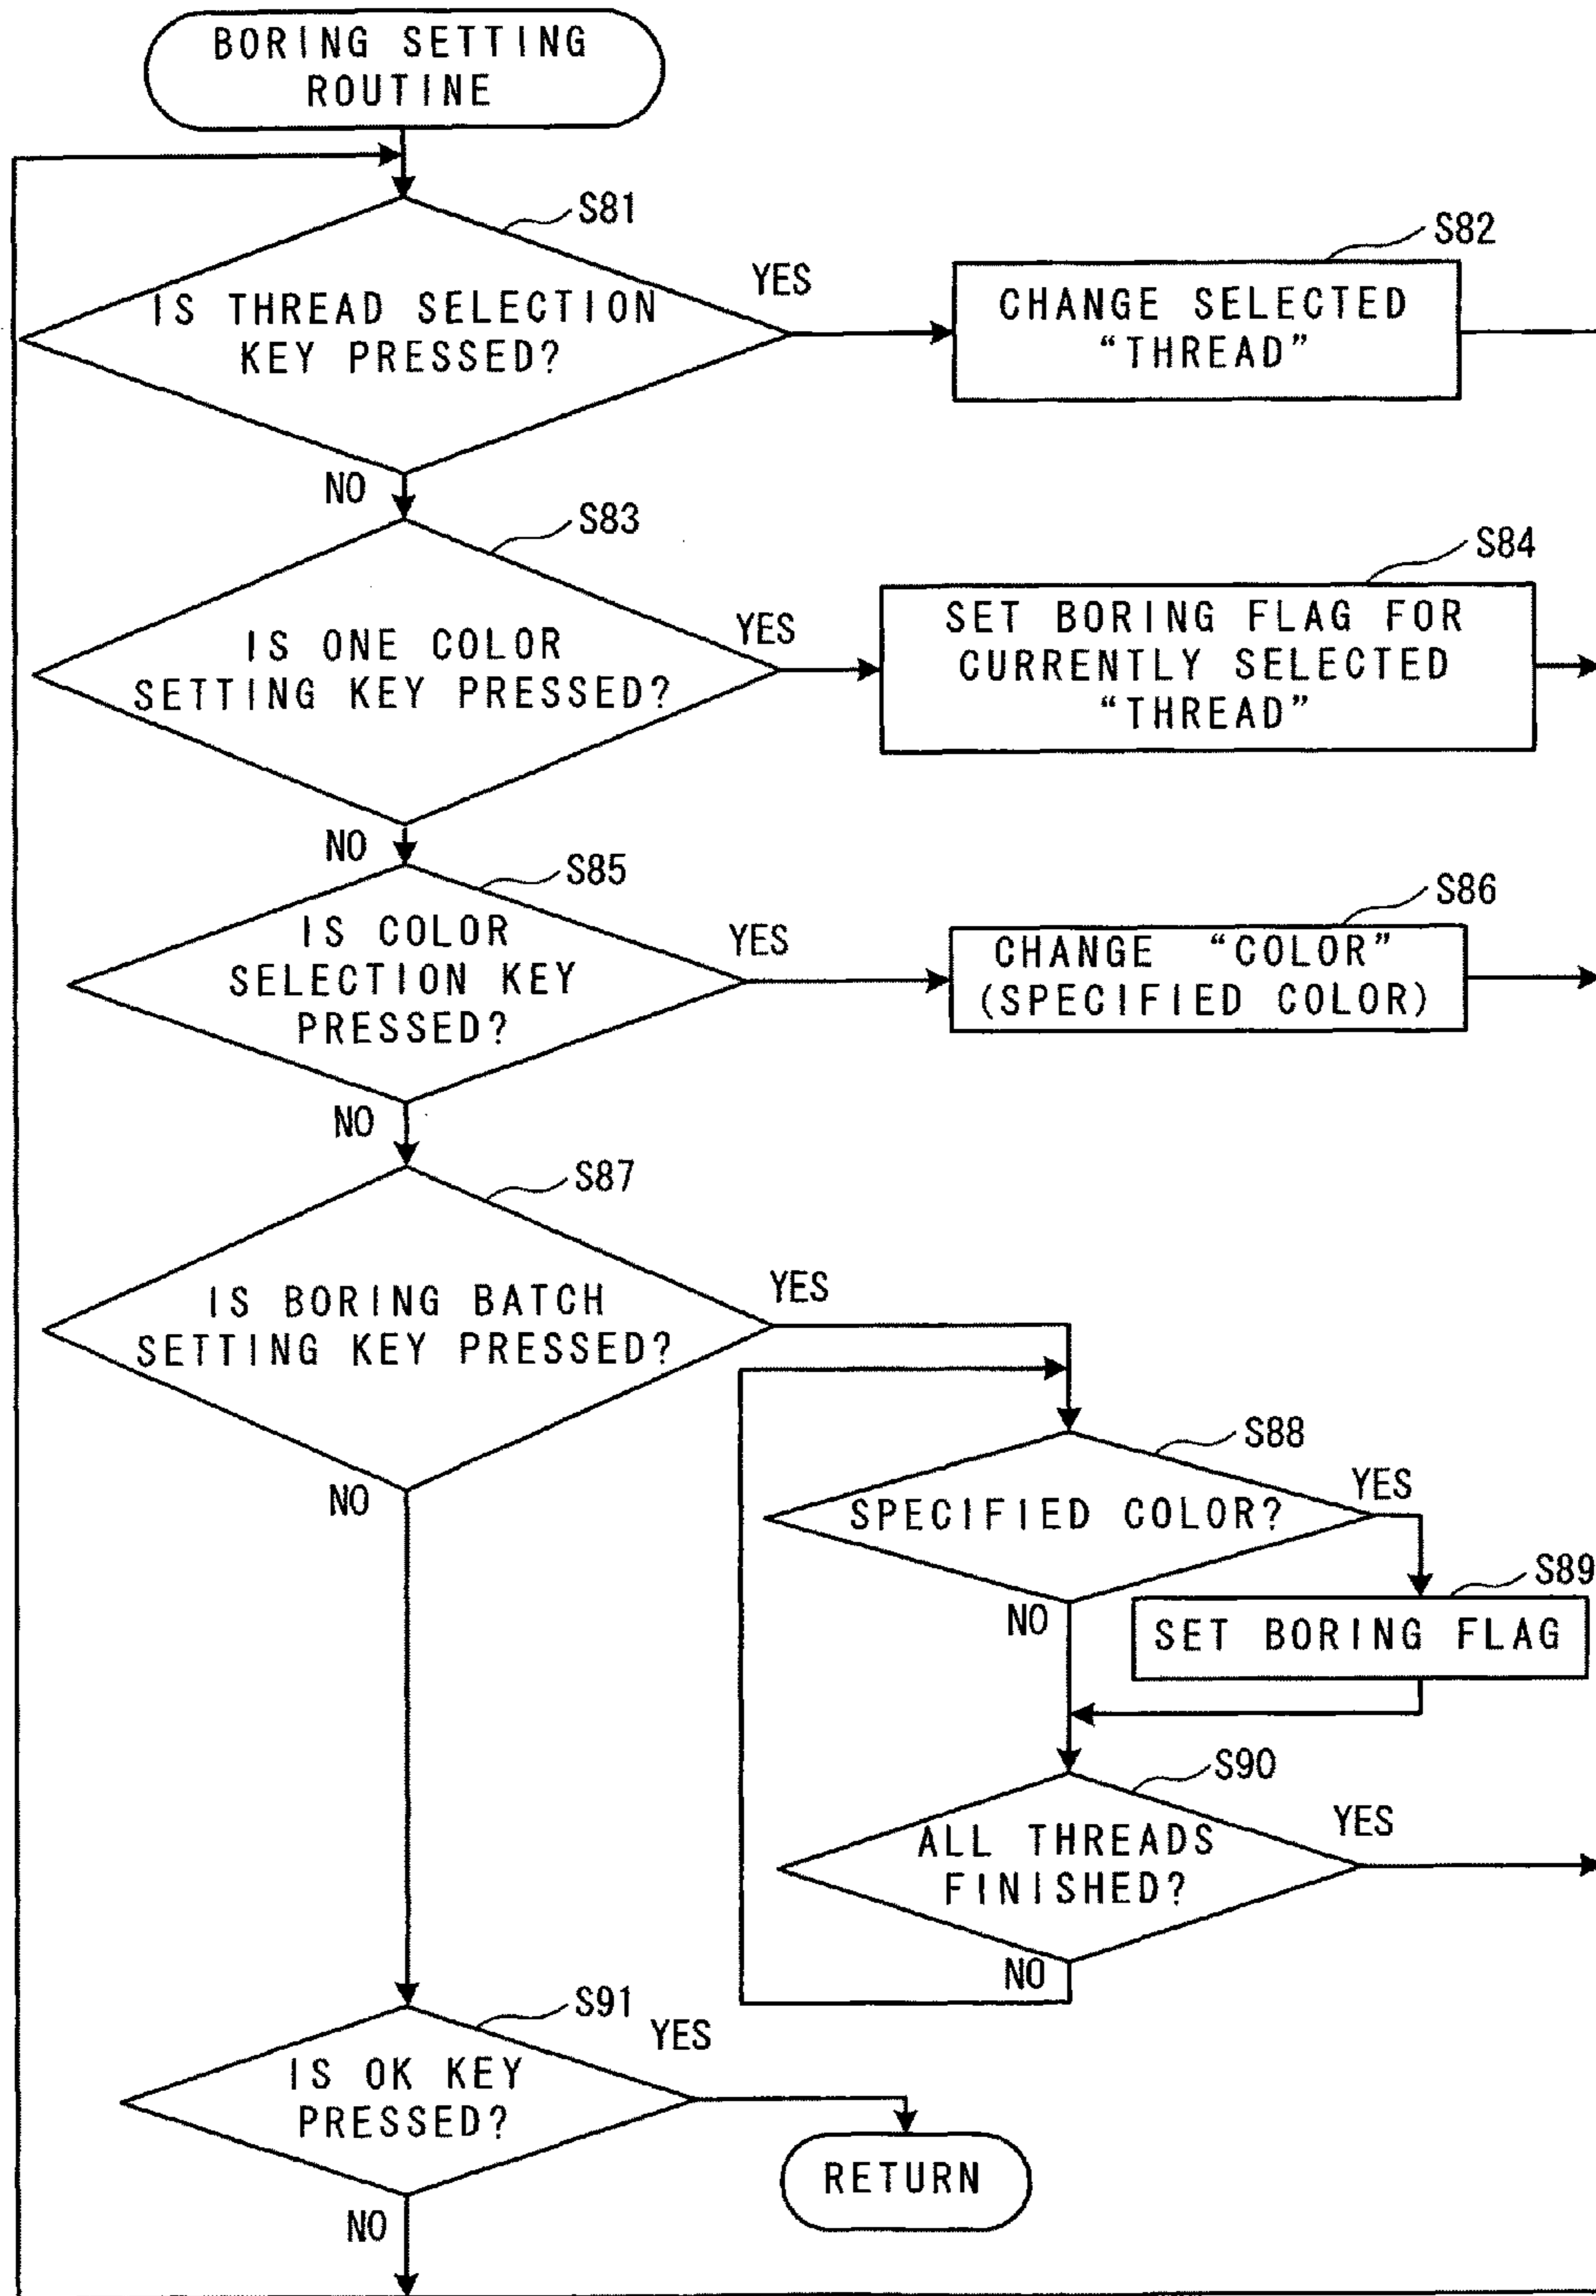 BORING SETTING
ROUTINE
S81
IS THREAD SELECTION
KEY PRESSED?
YES
NO
S82
CHANGE SELECTED
“THREAD”
S83
IS ONE COLOR
SETTING KEY PRESSED?
YES
NO
S84
SET BORING FLAG FOR
CURRENTLY SELECTED
“THREAD”
S85
IS COLOR
SELECTION KEY
PRESSED?
YES
NO
S86
CHANGE “COLOR”
(SPECIFIED COLOR)
S87
IS BORING BATCH
SETTING KEY PRESSED?
YES
NO
S88
SPECIFIED COLOR?
YES
NO
S89
SET BORING FLAG
S90
ALL THREADS
FINISHED?
YES
NO
S91
IS OK KEY
PRESSED?
YES
NO
RETURN